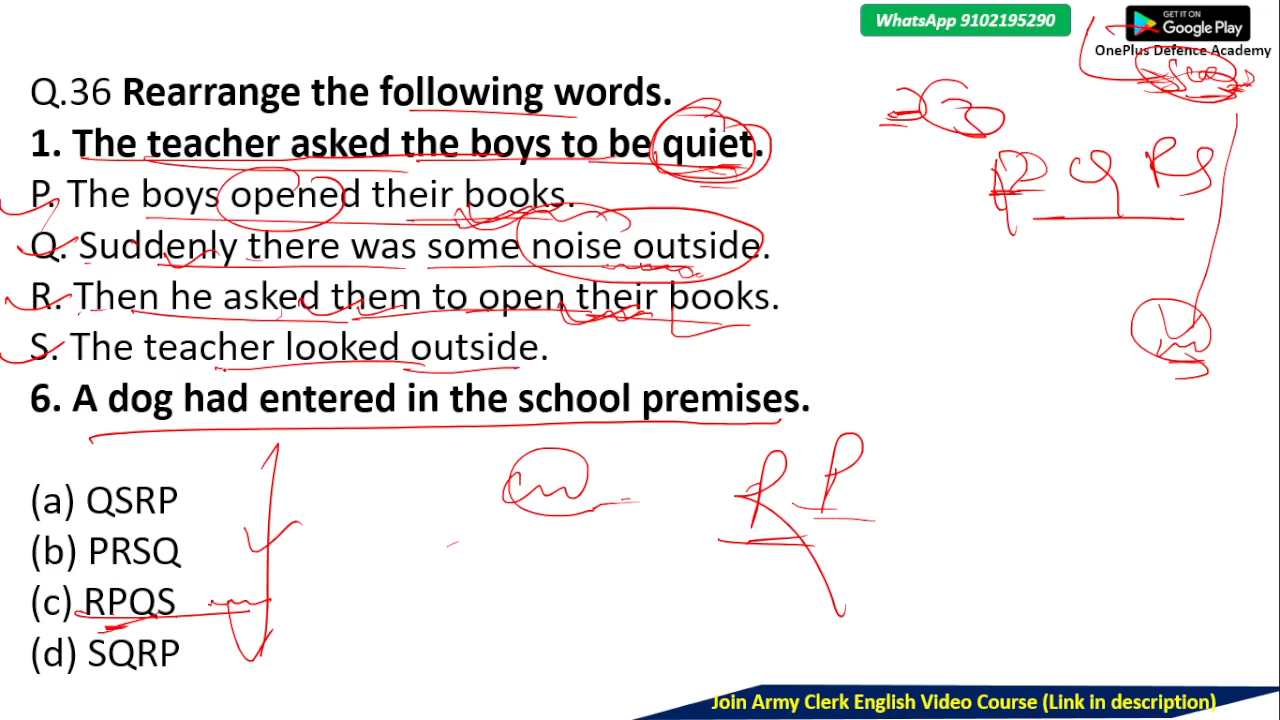 WhatsApp 9102195290
GET IT ON
Google Play
OnePlus Defence Academy
Q.36 Rearrange the following words.
1. The teacher asked the boys to be quiet.
P. The boys opened their books.
Q. Suddenly there was some noise outside.
R. Then he asked them to open their books.
S. The teacher looked outside.
6. A dog had entered in the school premises.
R P Q R S
R P
(a) QSRP
(b) PRSQ
(c) RPQS
(d) SQRP
Join Army Clerk English Video Course (Link in description)